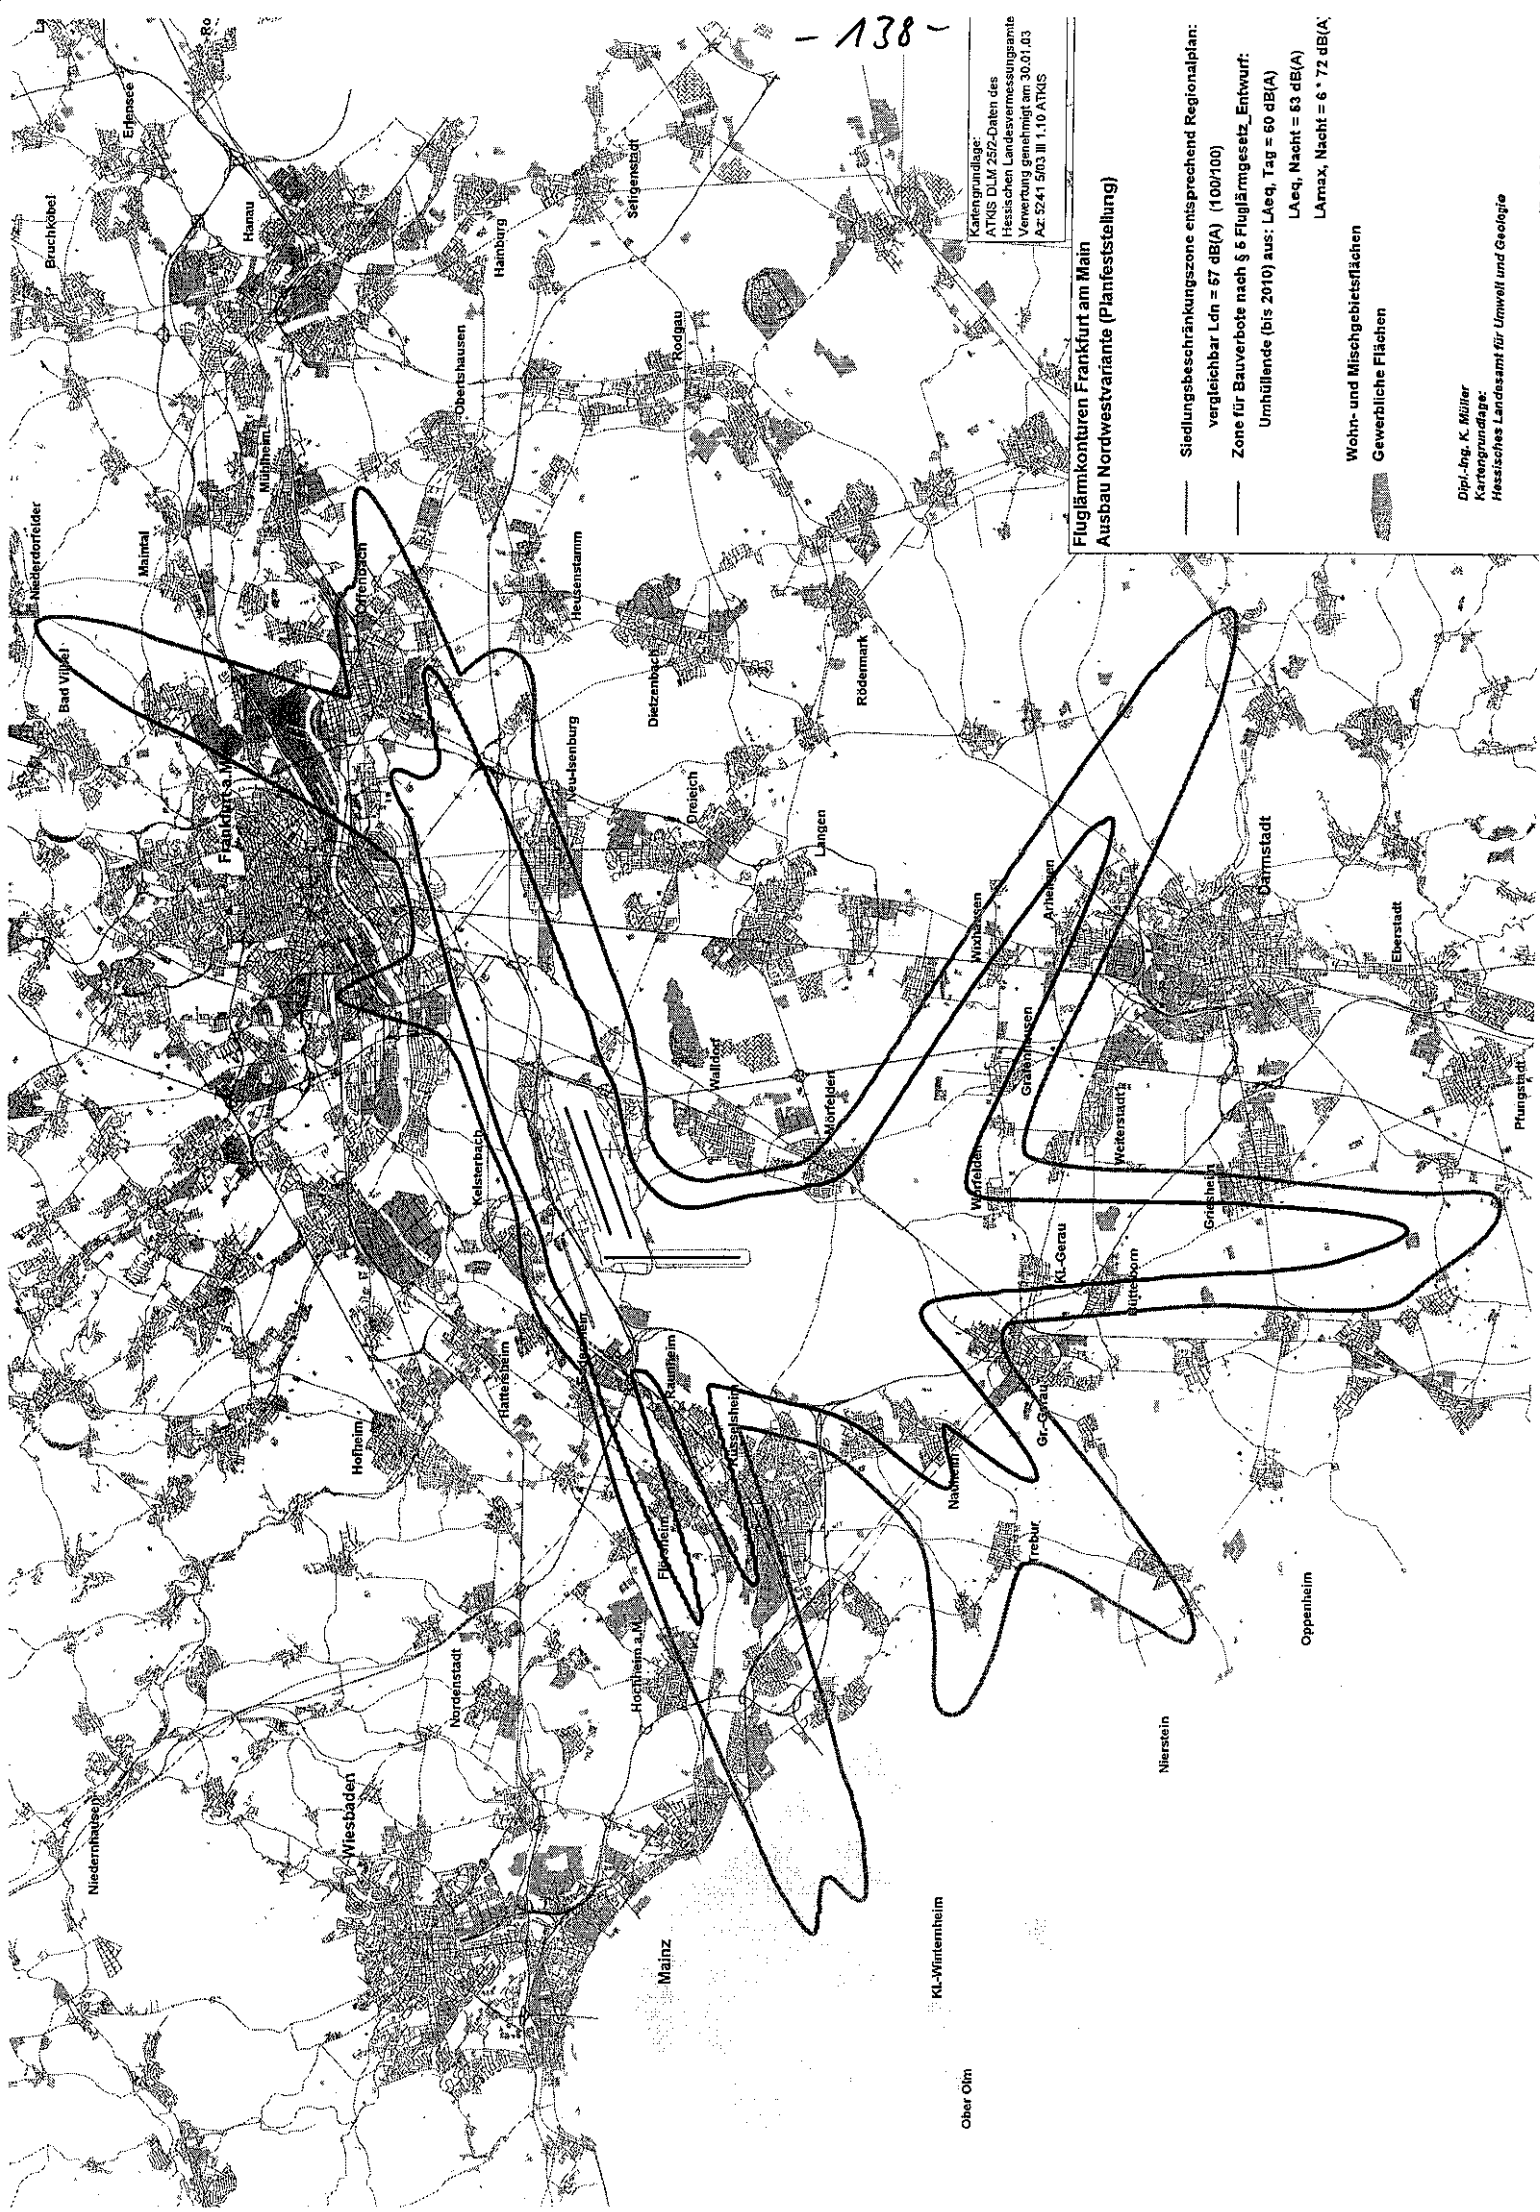 - 138 -
Kartengrundlage:
ATKIS DLM 25/2-Daten des
Hessischen Landesvermessungsamte
Verwertung genehmigt am 30.01.03
Az: 5241 5/03 III 1.10 ATKIS
Fluglärmkonturen Frankfurt am Main
Ausbau Nordwestvariante (Planfeststellung)
Siedlungsbeschränkungszone entsprechend Regionalplan:
vergleichbar Ldn = 57 dB(A) (100/100)
Zone für Bauverbote nach § 5 Fluglärmgesetz_Entwurf:
Umhüllende (bis 2010) aus: LAeq, Tag = 60 dB(A)
LAeq, Nacht = 53 dB(A)
LAmax, Nacht = 6 * 72 dB(A)
Wohn- und Mischgebietsflächen
Gewerbliche Flächen
Dipl.-Ing. K. Müller
Kartengrundlage:
Hessisches Landesamt für Umwelt und Geologie
Niedernhausen
Wiesbaden
Nordenstadt
Mainz
Hochheim a.M.
Flörsheim
Hofheim
Hattersheim
Eddersheim
Raunheim
Rüsselsheim
Kelsterbach
Frankfurt a.M.
Bad Vilbel
Niederdorfelder
Maintal
Mühlheim
Offenbach
Bruchköbel
Erlensee
Hanau
Hainburg
Seligenstadt
Obertshausen
Rodgau
Heusenstamm
Dietzenbach
Rödermark
Neu-Isenburg
Dreieich
Langen
Walldorf
Mörfelden
Wixhausen
Arheilgen
Gräfenhausen
Weiterstadt
Worfelden
Griesheim
Kl.-Gerau
Büttelborn
Gr.-Gerau
Nauheim
Trebur
Darmstadt
Eberstadt
Pfungstadt
Oppenheim
Nierstein
Kl.-Winternheim
Ober Olm
La
Ro